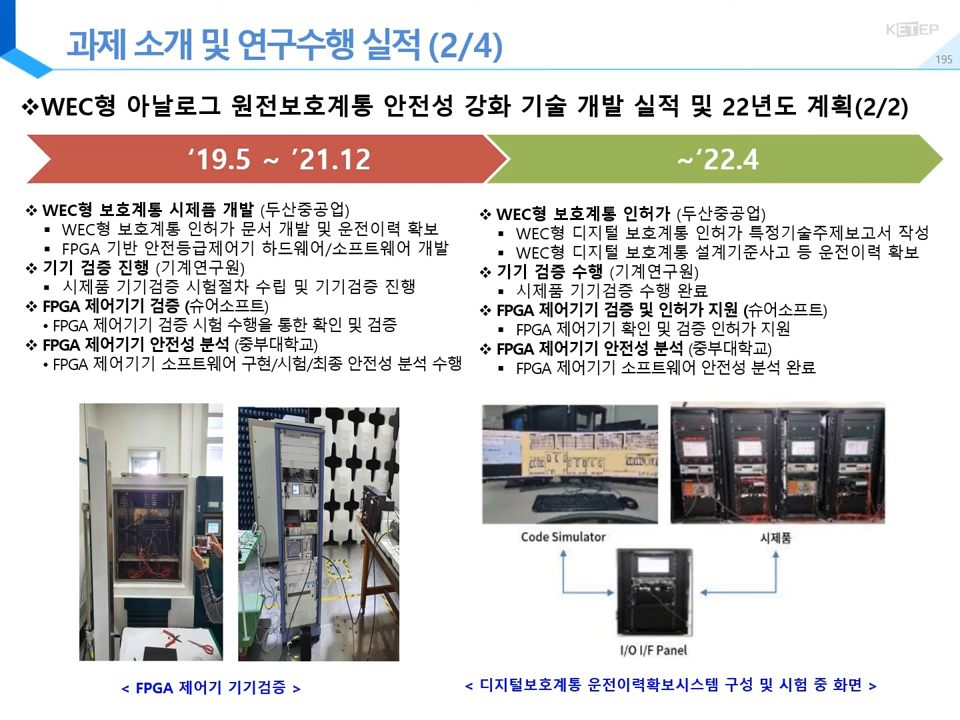 과제 소개 및 연구수행 실적 (2/4)
KETEP
195
❖WEC형 아날로그 원전보호계통 안전성 강화 기술 개발 실적 및 22년도 계획(2/2)
‘19.5 ~ ’21.12
~‘22.4
❖ WEC형 보호계통 시제품 개발 (두산중공업)
▪ WEC형 보호계통 인허가 문서 개발 및 운전이력 확보
▪ FPGA 기반 안전등급제어기 하드웨어/소프트웨어 개발
❖ 기기 검증 진행 (기계연구원)
▪ 시제품 기기검증 시험절차 수립 및 기기검증 진행
❖ FPGA 제어기기 검증 (슈어소프트)
• FPGA 제어기기 검증 시험 수행을 통한 확인 및 검증
❖ FPGA 제어기기 안전성 분석 (중부대학교)
• FPGA 제어기기 소프트웨어 구현/시험/최종 안전성 분석 수행
❖ WEC형 보호계통 인허가 (두산중공업)
▪ WEC형 디지털 보호계통 인허가 특정기술주제보고서 작성
▪ WEC형 디지털 보호계통 설계기준사고 등 운전이력 확보
❖ 기기 검증 수행 (기계연구원)
▪ 시제품 기기검증 수행 완료
❖ FPGA 제어기기 검증 및 인허가 지원 (슈어소프트)
▪ FPGA 제어기기 확인 및 검증 인허가 지원
❖ FPGA 제어기기 안전성 분석 (중부대학교)
▪ FPGA 제어기기 소프트웨어 안전성 분석 완료
Code Simulator
시제품
I/O I/F Panel
< FPGA 제어기 기기검증 >
< 디지털보호계통 운전이력확보시스템 구성 및 시험 중 화면 >